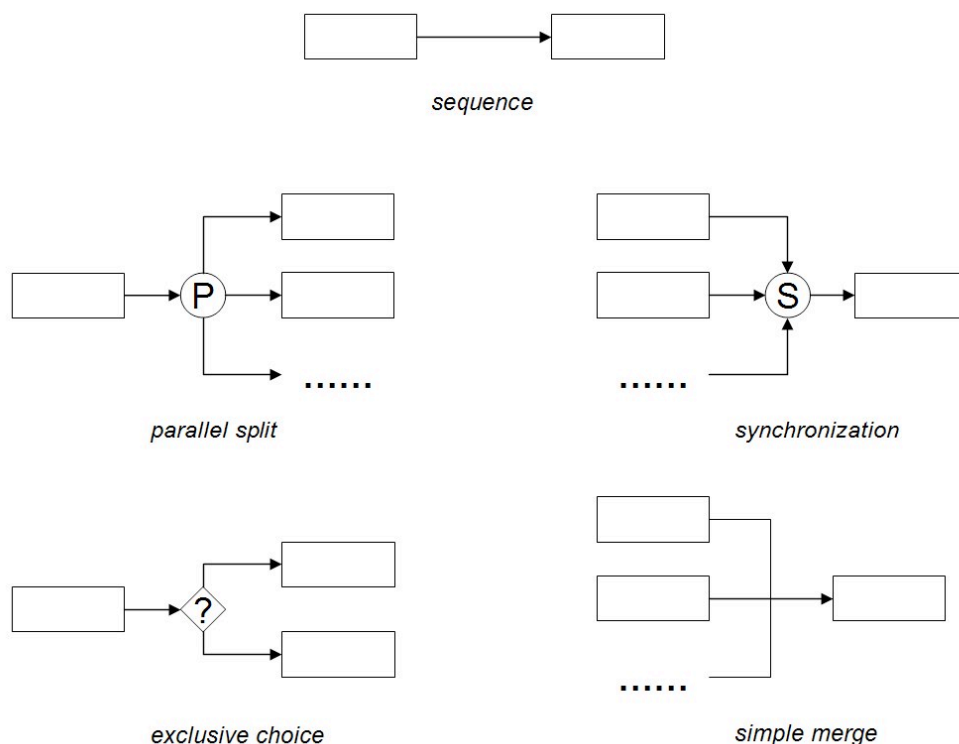 sequence
P
......
parallel split
S
......
synchronization
?
exclusive choice
......
simple merge